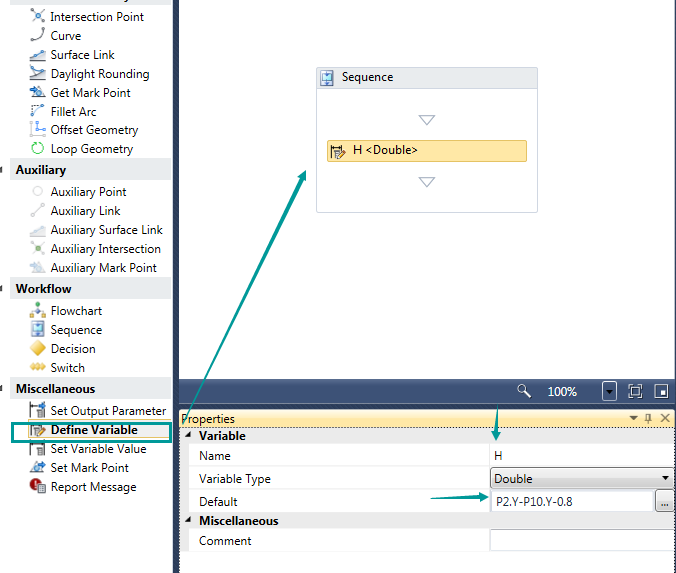 Intersection Point
Curve
Surface Link
Daylight Rounding
Get Mark Point
Fillet Arc
Offset Geometry
Loop Geometry
Auxiliary
Auxiliary Point
Auxiliary Link
Auxiliary Surface Link
Auxiliary Intersection
Auxiliary Mark Point
Workflow
Flowchart
Sequence
Decision
Switch
Miscellaneous
Set Output Parameter
Define Variable
Set Variable Value
Set Mark Point
Report Message
Sequence
H <Double>
100%
Properties
Variable
Name H
Variable Type Double
Default P2.Y-P10.Y-0.8 ...
Miscellaneous
Comment